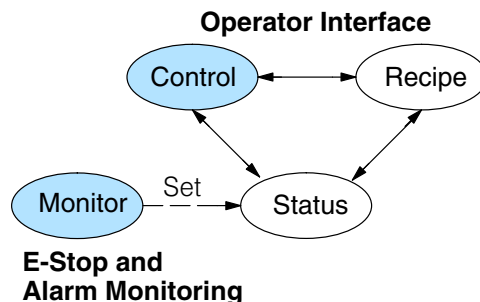 Operator Interface
Control
Recipe
Set
Monitor
Status
E-Stop and
Alarm Monitoring